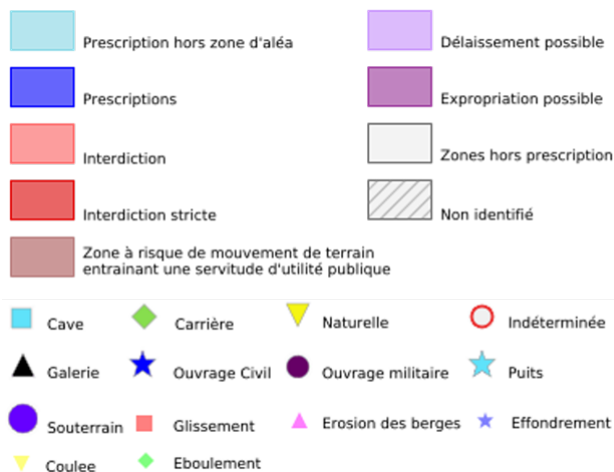 Prescription hors zone d'aléa
Délaissement possible
Prescriptions
Expropriation possible
Interdiction
Zones hors prescription
Interdiction stricte
Non identifié
Zone à risque de mouvement de terrain
entrainant une servitude d'utilité publique
Cave
Carrière
Naturelle
Indéterminée
Galerie
Ouvrage Civil
Ouvrage militaire
Puits
Souterrain
Glissement
Erosion des berges
Effondrement
Coulee
Eboulement